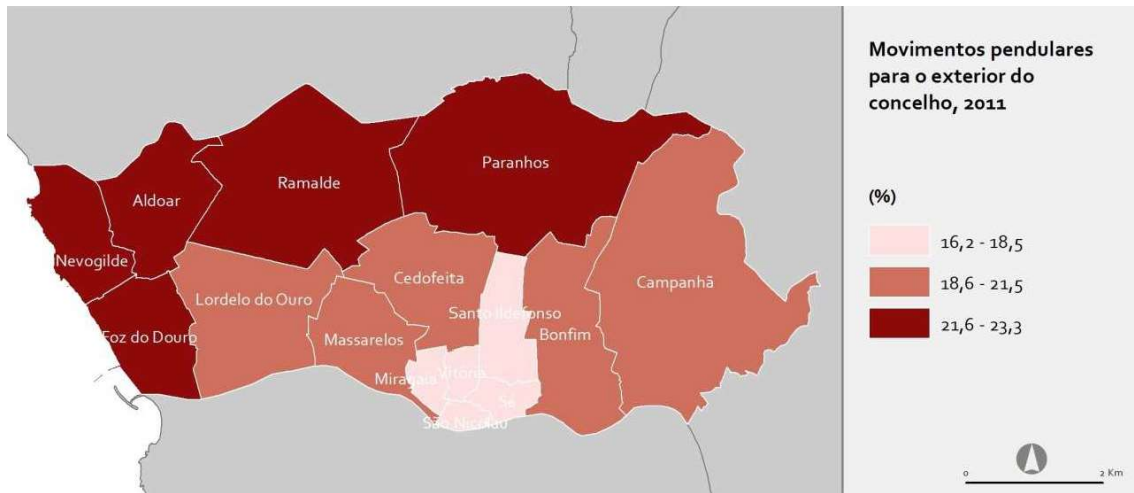 Movimentos pendulares
para o exterior do
concelho, 2011
(%)
16,2 - 18,5
18,6 - 21,5
21,6 - 23,3
0 2 Km
Paranhos
Ramalde
Aldoar
Nevogilde
Foz do Douro
Lordelo do Ouro
Cedofeita
Massarelos
Santo Ildefonso
Bonfim
Campanhã
Miragaia
Vitória
Sé
São Nicolau